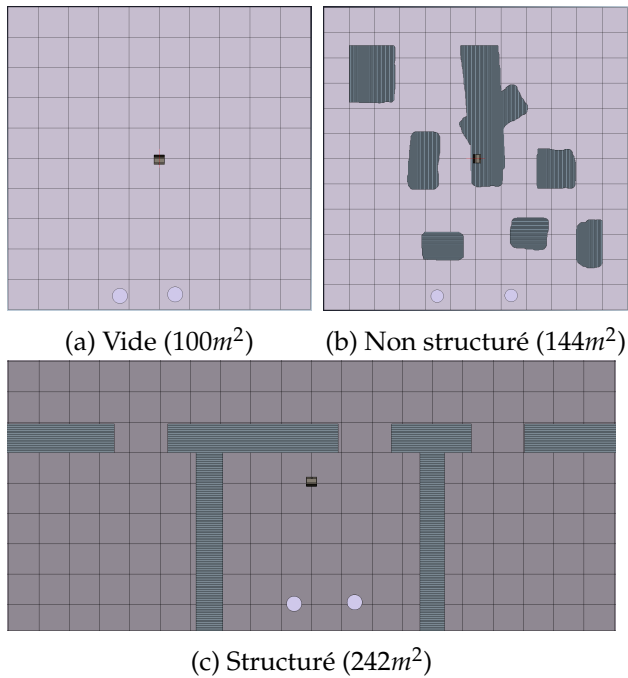 (a) Vide (100m²)
(b) Non structuré (144m²)
(c) Structuré (242m²)